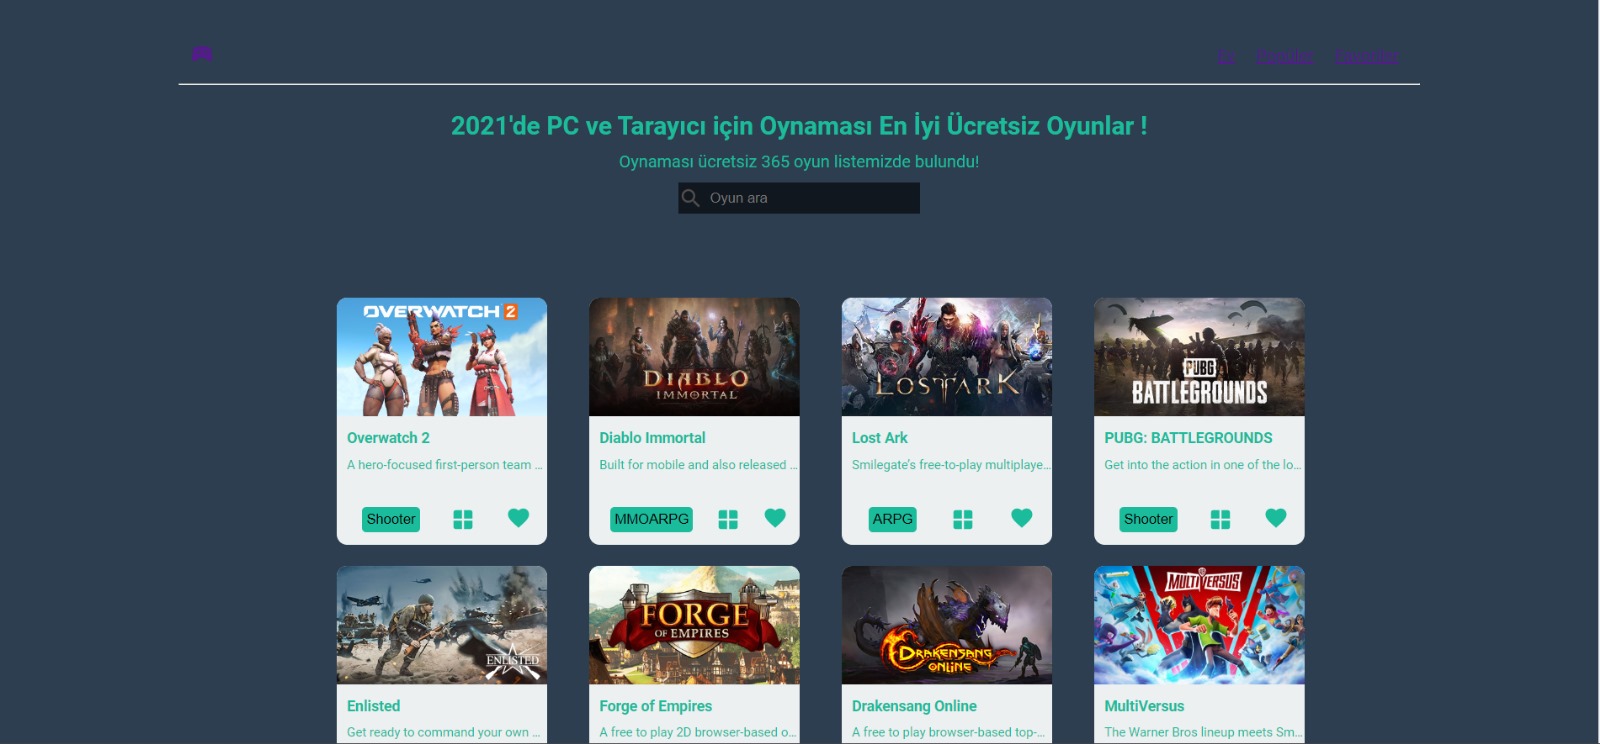 2021'de PC ve Tarayıcı için Oynaması En İyi Ücretsiz Oyunlar !
Oynaması ücretsiz 365 oyun listemizde bulundu!
Oyun ara
OVERWATCH 2
DIABLO
IMMORTAL
LOST ARK
PUBG
BATTLEGROUNDS
Overwatch 2
Diablo Immortal
Lost Ark
PUBG: BATTLEGROUNDS
A hero-focused first-person team ...
Built for mobile and also released ...
Smilegate’s free-to-play multiplaye...
Get into the action in one of the lo...
Shooter
MMOARPG
ARPG
Shooter
ENLISTED
FORGE
OF EMPIRES
DRAKENSANG
ONLINE
MULTIVERSUS
Enlisted
Forge of Empires
Drakensang Online
MultiVersus
Get ready to command your own ...
A free to play 2D browser-based o...
A free to play browser-based top-...
The Warner Bros lineup meets Sm...